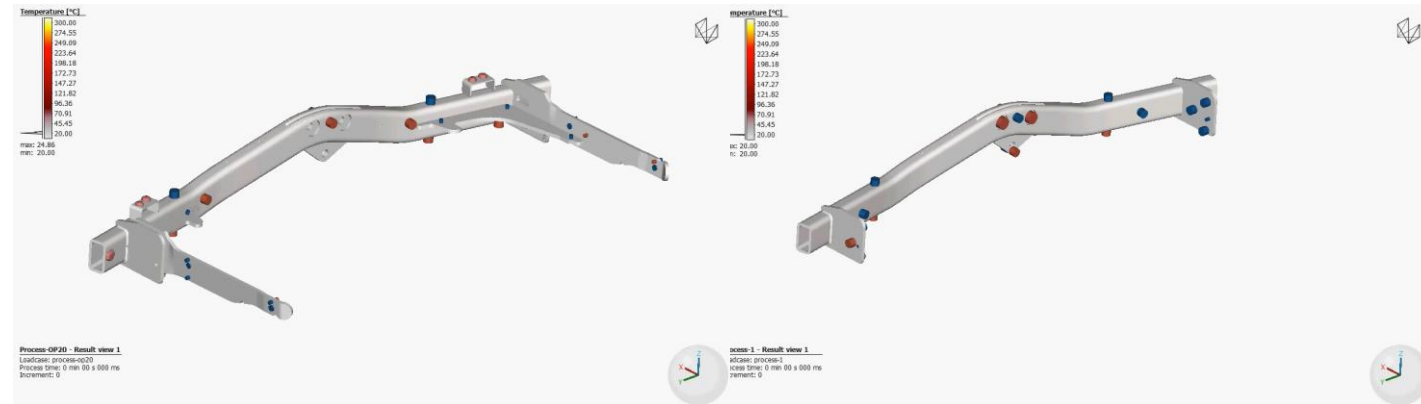 Temperature [°C]
300.00
274.55
249.09
223.64
198.18
172.73
147.27
121.82
96.36
70.91
45.45
20.00
max: 24.86
min: 20.00
Process-OP20 - Result view 1
Loadcase: process-op20
Process time: 0 min 00 s 000 ms
Increment: 0
X
Y
Z
mperature [°C]
300.00
274.55
249.09
223.64
198.18
172.73
147.27
121.82
96.36
70.91
45.45
20.00
ax: 20.00
n: 20.00
ocess-1 - Result view 1
adcase: process-1
ocess time: 0 min 00 s 000 ms
crement: 0
X
Y
Z